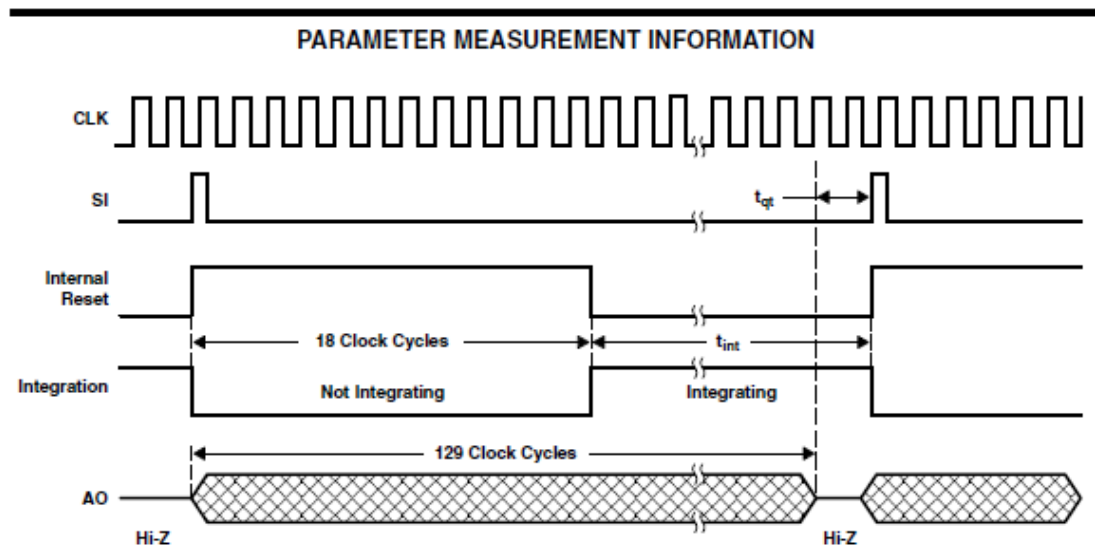 PARAMETER MEASUREMENT INFORMATION
CLK
SI
tqt
Internal
Reset
18 Clock Cycles
tint
Integration
Not Integrating
Integrating
129 Clock Cycles
AO
Hi-Z
Hi-Z